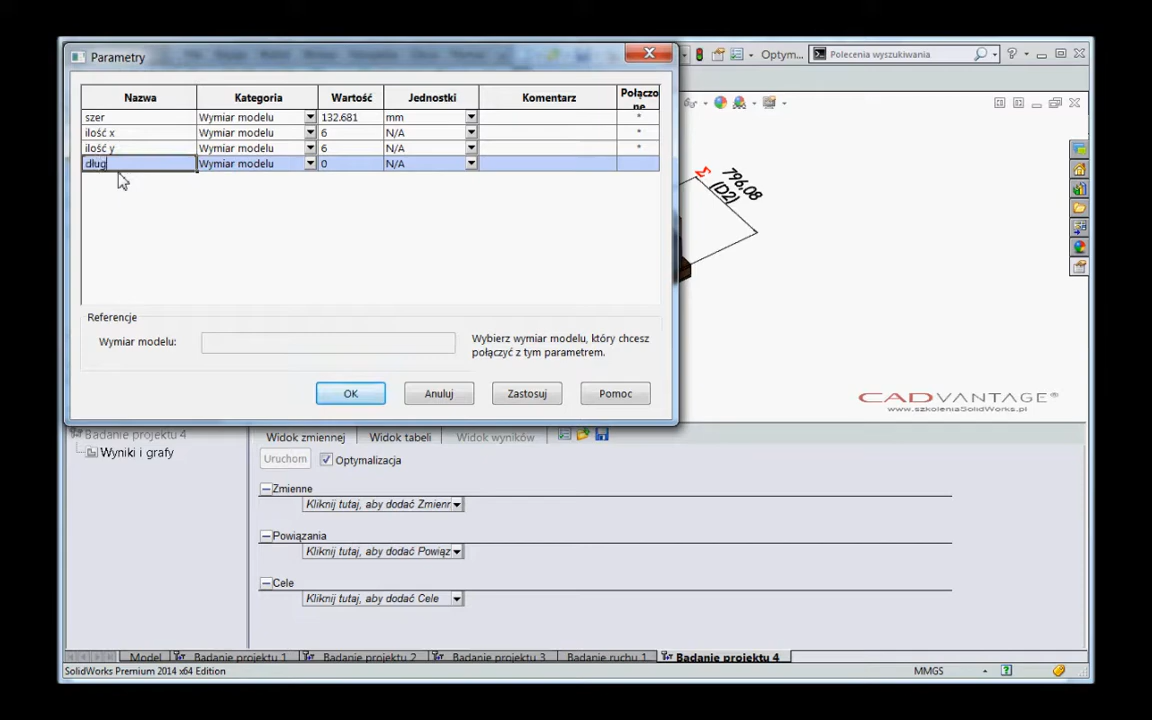 Parametry
Optym...
Polecenia wyszukiwania
Nazwa Kategoria Wartość Jednostki Komentarz Połączo
ne
szer Wymiar modelu 132.681 mm *
ilość x Wymiar modelu 6 N/A *
ilość y Wymiar modelu 6 N/A *
dług Wymiar modelu 0 N/A
Σ 796,08
(D2)
Referencje
Wymiar modelu:
Wybierz wymiar modelu, który chcesz
połączyć z tym parametrem.
OK Anuluj Zastosuj Pomoc
CADVANTAGE®
www.szkoleniaSolidWorks.pl
Badanie projektu 4
Wyniki i grafy
Widok zmiennej Widok tabeli Widok wyników
Uruchom Optymalizacja
Zmienne
Kliknij tutaj, aby dodać Zmienr
Powiązania
Kliknij tutaj, aby dodać Powiąz
Cele
Kliknij tutaj, aby dodać Cele
Model Badanie projektu 1 Badanie projektu 2 Badanie projektu 3 Badanie ruchu 1 Badanie projektu 4
SolidWorks Premium 2014 x64 Edition MMGS